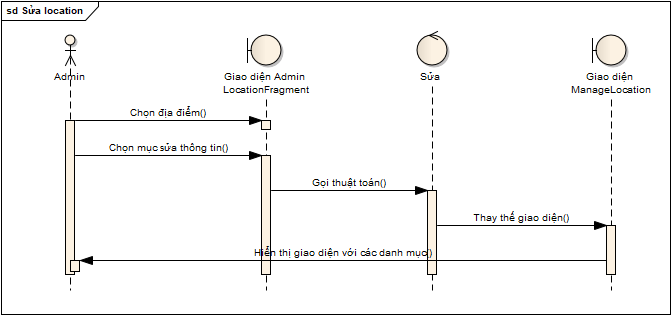 sd Sửa location
Admin
Giao diện Admin
LocationFragment
Sửa
Giao diện
ManageLocation
Chọn địa điểm()
Chọn mục sửa thông tin()
Gọi thuật toán()
Thay thế giao diện()
Hiển thị giao diện với các danh mục()